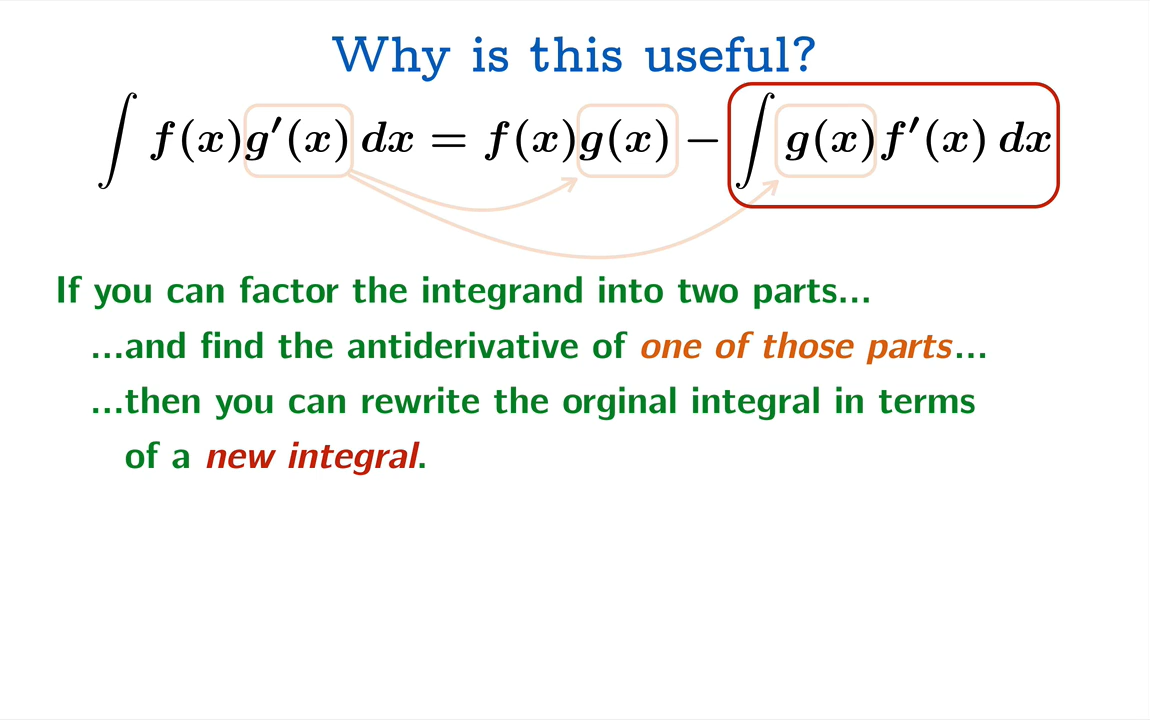 Why is this useful?
∫ f(x)g′(x) dx = f(x)g(x) − ∫ g(x)f′(x) dx
If you can factor the integrand into two parts...
...and find the antiderivative of one of those parts...
...then you can rewrite the orginal integral in terms
of a new integral.